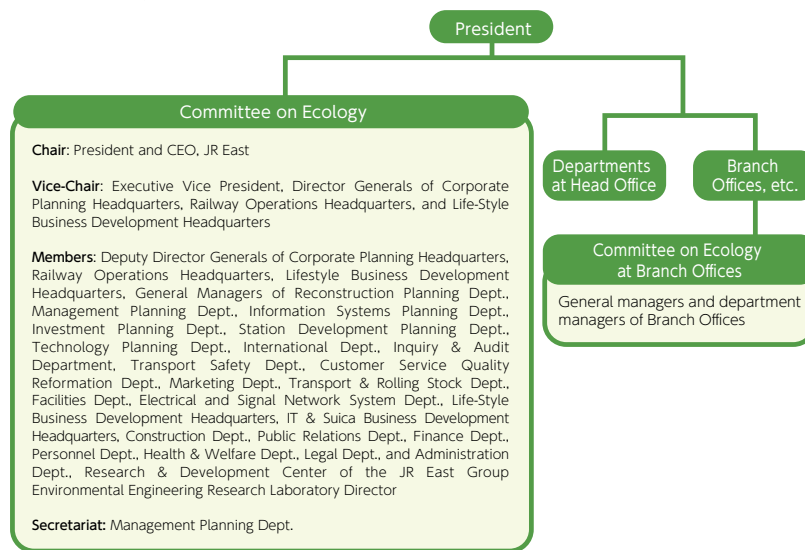 President
Committee on Ecology
Chair: President and CEO, JR East
Vice-Chair: Executive Vice President, Director Generals of Corporate
Planning Headquarters, Railway Operations Headquarters, and Life-Style
Business Development Headquarters
Members: Deputy Director Generals of Corporate Planning Headquarters,
Railway Operations Headquarters, Lifestyle Business Development
Headquarters, General Managers of Reconstruction Planning Dept.,
Management Planning Dept., Information Systems Planning Dept.,
Investment Planning Dept., Station Development Planning Dept.,
Technology Planning Dept., International Dept., Inquiry & Audit
Department, Transport Safety Dept., Customer Service Quality
Reformation Dept., Marketing Dept., Transport & Rolling Stock Dept.,
Facilities Dept., Electrical and Signal Network System Dept., Life-Style
Business Development Headquarters, IT & Suica Business Development
Headquarters, Construction Dept., Public Relations Dept., Finance Dept.,
Personnel Dept., Health & Welfare Dept., Legal Dept., and Administration
Dept., Research & Development Center of the JR East Group
Environmental Engineering Research Laboratory Director
Secretariat: Management Planning Dept.
Departments
at Head Office
Branch
Offices, etc.
Committee on Ecology
at Branch Offices
General managers and department
managers of Branch Offices